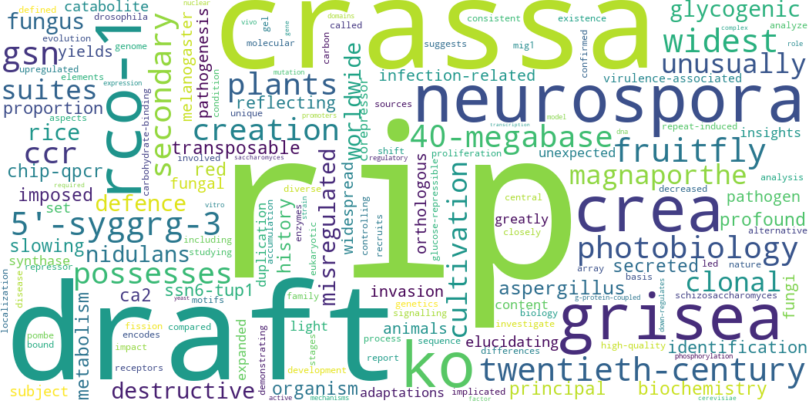 drosophila
catabolite
fungus
defined
evolution
gsn
yields
genome
upregulated
elements
suites
expression
proportion
rice
ccr
chip-qpcr
imposed
set
5'-syggrg-3
slowing
synthase
nidulans
possesses
repressor
localization
disease
draft
ca2
metabolism
motifs
yeast
pombe
bound
fission
encodes
compared
impact
receptors
subject
destructive
rco-1
carbohydrate-binding
secondary
melanogaster
nuclear
pathogenesis
vivo
gel
gene
molecular
role
crassa
called
carbon
domains
suggests
mutation
mig1
consistent
existence
confirmed
complex
glycogenic
analyze
widest
unusually
plants
reflecting
unique
creation
condition
promoters
transposable
involved
saccharomyces
regulatory
worldwide
corepressor
infection-related
virulence-associated
sources
neurospora
transcription
model
dna
repeat-induced
insights
40-megabase
shift
proliferation
unexpected
fruitfly
defence
red
fungal
vitro
including
studying
ssn6-tup1
family
rip
duplication
accumulation
history
eukaryotic
diverse
enzymes
strain
misregulated
widespread
controlling
recruits
orthologous
glucose-repressible
central
greatly
closely
cultivation
magnaporthe
decreased
analysis
pathogen
crea
profound
alternative
photobiology
array
led
nature
basis
secreted
schizosaccharomyces
fungi
aspergillus
g-protein-coupled
down-regulates
clonal
invasion
content
biology
genetics
signalling
investigate
grisea
animals
sequence
elucidating
differences
high-quality
identification
phosphorylation
light
stages
process
report
development
demonstrating
organism
active
mechanisms
adaptations
implicated
factor
ko
twentieth-century
principal
biochemistry
cerevisiae
required
aspects